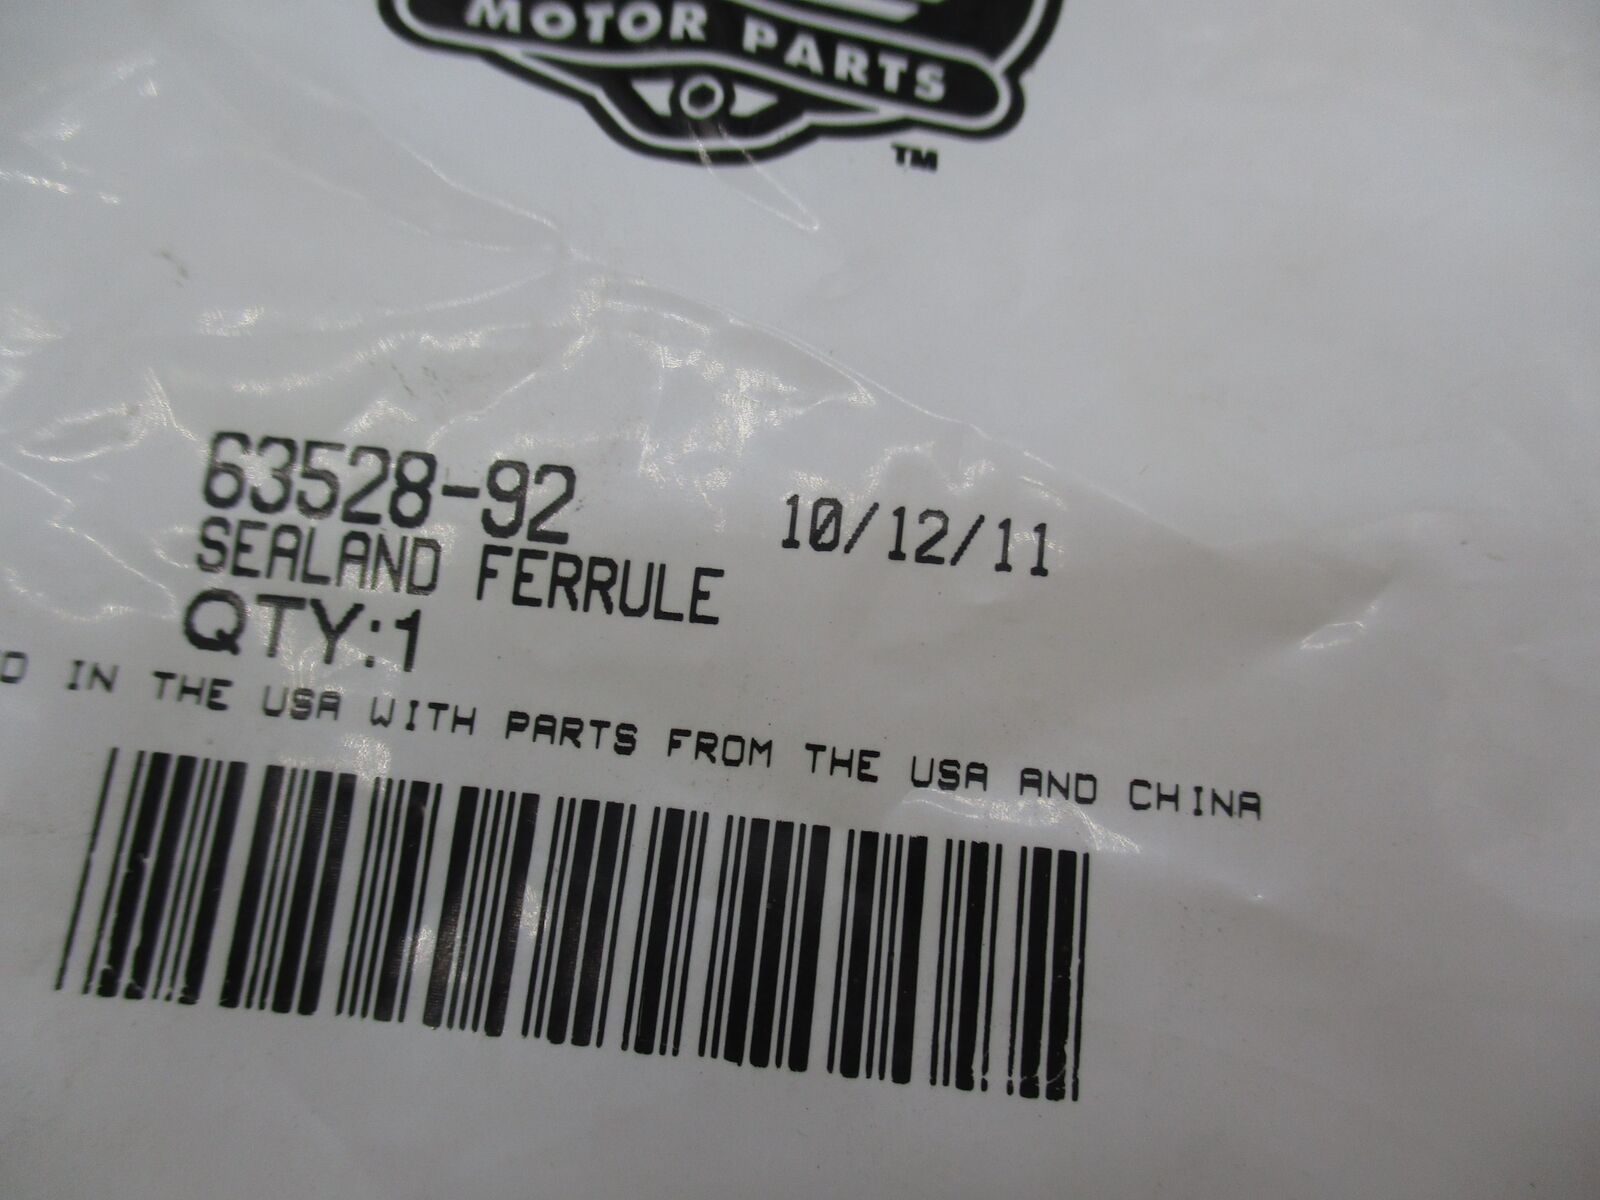 MOTOR PARTS
TM
63528-92 10/12/11
SEALAND FERRULE
QTY:1
D IN THE USA WITH PARTS FROM THE USA AND CHINA